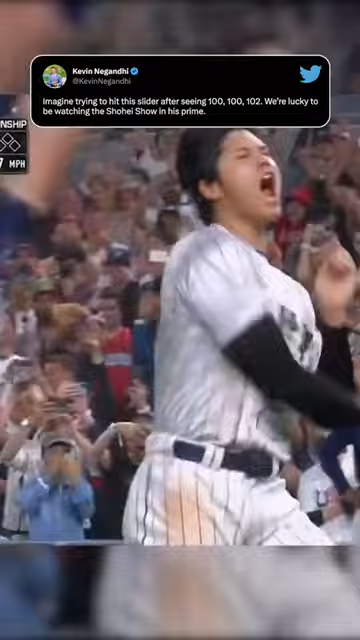 Kevin Negandhi
@KevinNegandhi
Imagine trying to hit this slider after seeing 100, 100, 102. We're lucky to
be watching the Shohei Show in his prime.
NSHIP
7 MPH